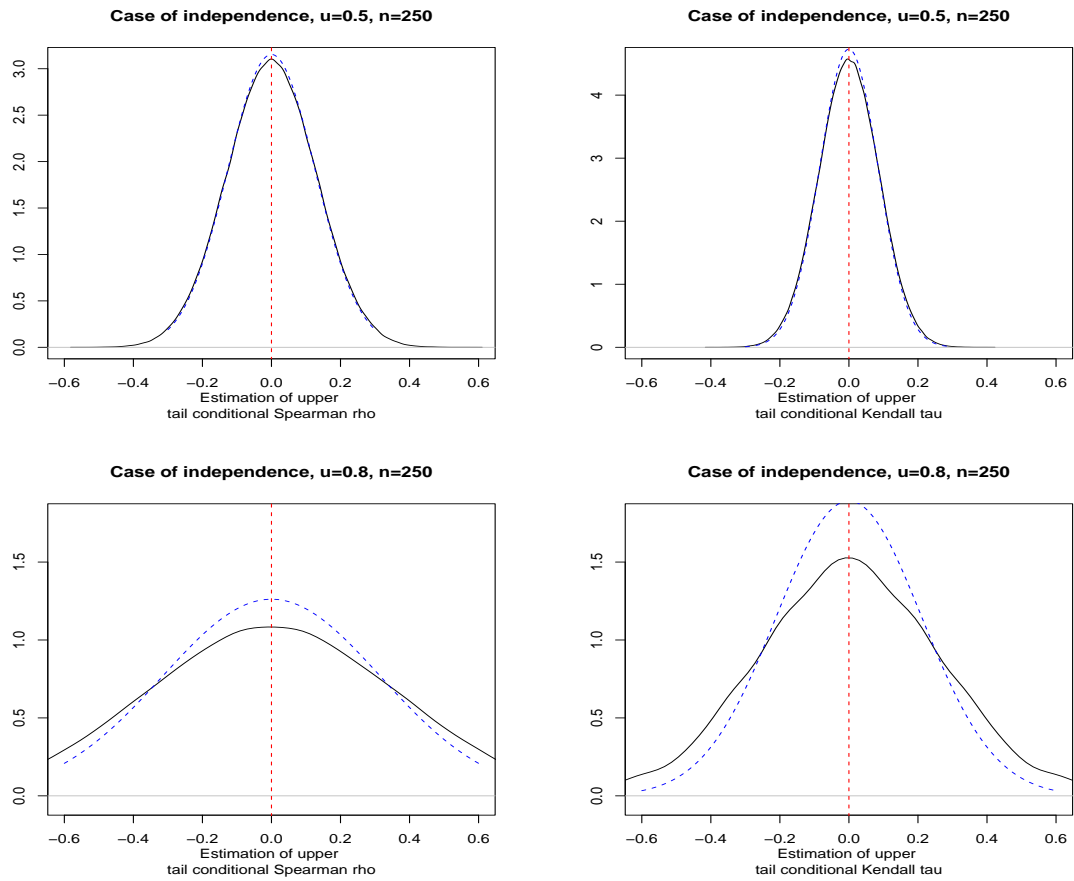 Case of independence, u=0.5, n=250
3.0
2.5
2.0
1.5
1.0
0.5
0.0
−0.6 −0.4 −0.2 0.0 0.2 0.4 0.6
Estimation of upper
tail conditional Spearman rho
Case of independence, u=0.5, n=250
4
3
2
1
0
−0.6 −0.4 −0.2 0.0 0.2 0.4 0.6
Estimation of upper
tail conditional Kendall tau
Case of independence, u=0.8, n=250
1.5
1.0
0.5
0.0
−0.6 −0.4 −0.2 0.0 0.2 0.4 0.6
Estimation of upper
tail conditional Spearman rho
Case of independence, u=0.8, n=250
1.5
1.0
0.5
0.0
−0.6 −0.4 −0.2 0.0 0.2 0.4 0.6
Estimation of upper
tail conditional Kendall tau